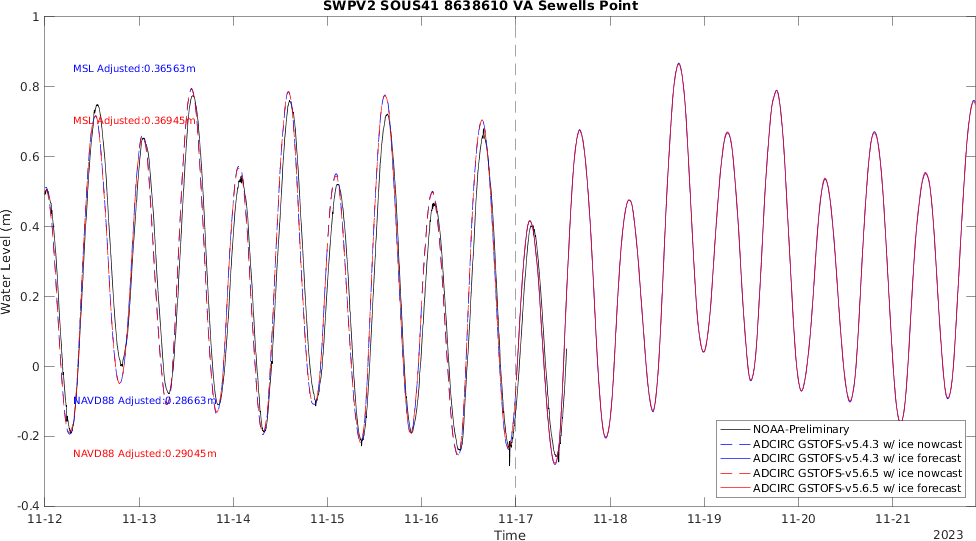 SWPV2 SOUS41 8638610 VA Sewells Point
Water Level (m)
1
0.8
0.6
0.4
0.2
0
-0.2
-0.4
MSL Adjusted:0.36563m
MSL Adjusted:0.36945m
NAVD88 Adjusted:0.28663m
NAVD88 Adjusted:0.29045m
NOAA-Preliminary
ADCIRC GSTOFS-v5.4.3 w/ ice nowcast
ADCIRC GSTOFS-v5.4.3 w/ ice forecast
ADCIRC GSTOFS-v5.6.5 w/ ice nowcast
ADCIRC GSTOFS-v5.6.5 w/ ice forecast
11-12 11-13 11-14 11-15 11-16 11-17 11-18 11-19 11-20 11-21
Time
2023